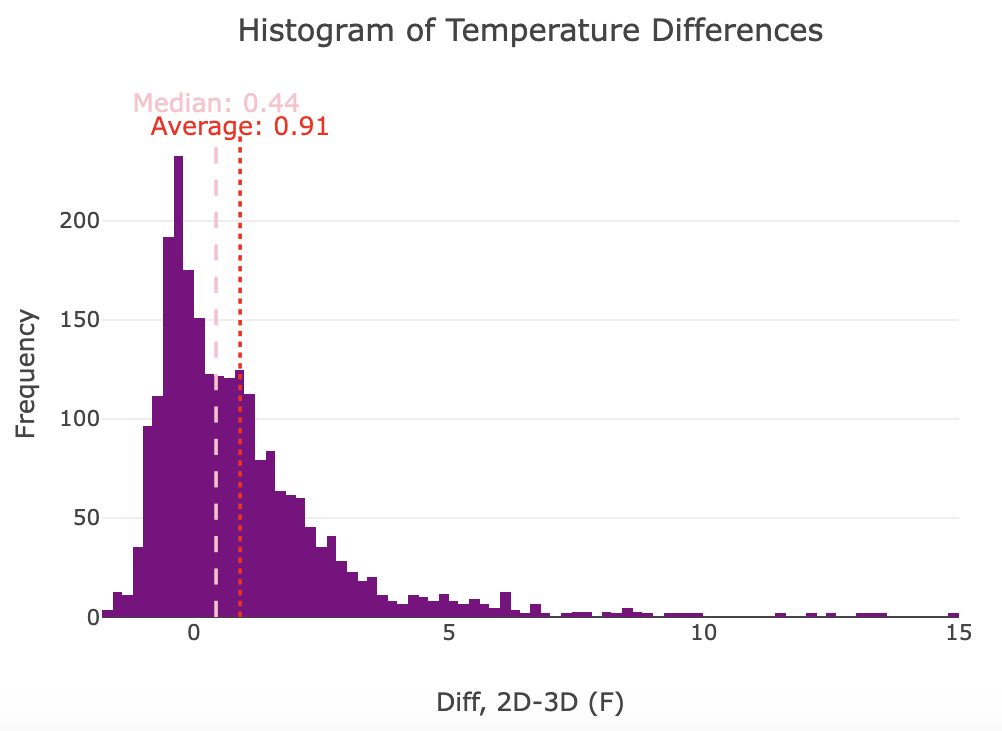 Histogram of Temperature Differences
Median: 0.44
Average: 0.91
200
150
100
50
0
Frequency
0 5 10 15
Diff, 2D-3D (F)